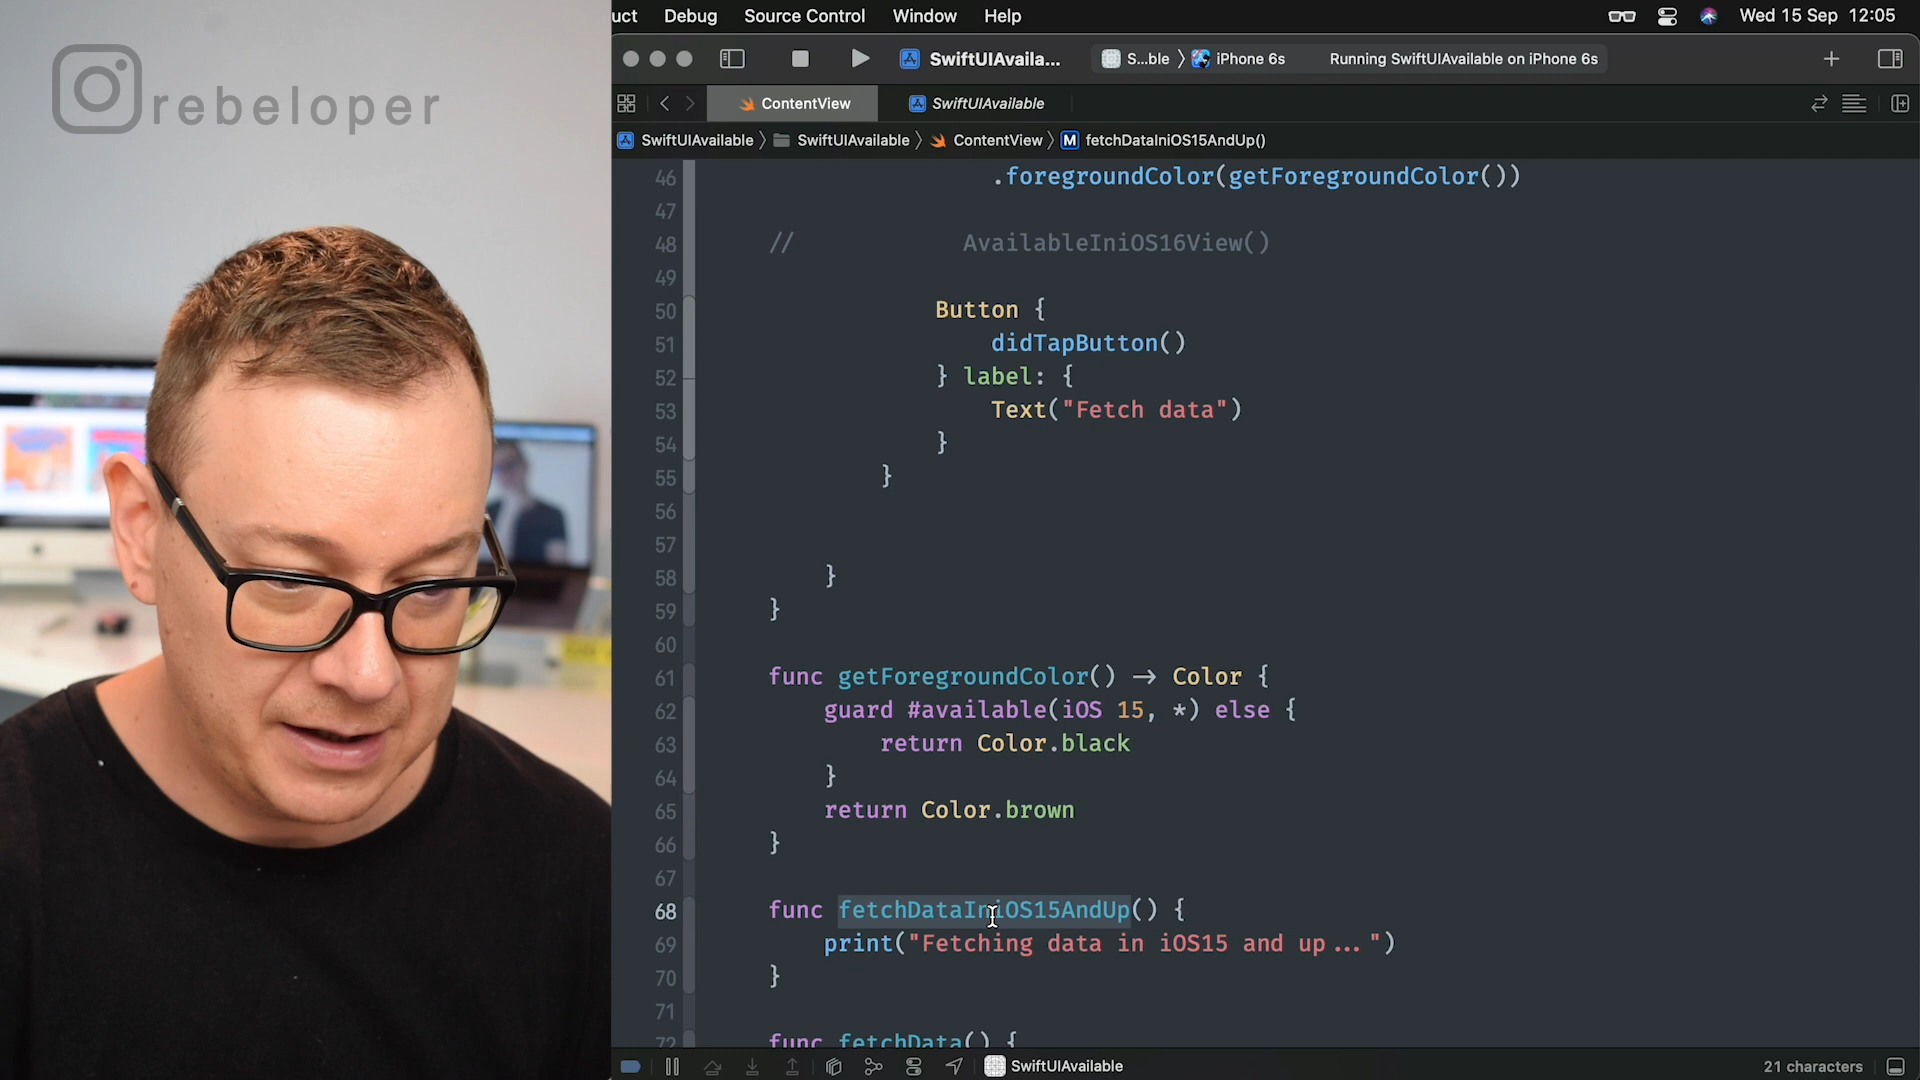 rebeloper
uct Debug Source Control Window Help Wed 15 Sep 12:05
SwiftUIAvaila... S...ble 〉 iPhone 6s Running SwiftUIAvailable on iPhone 6s
ContentView SwiftUIAvailable
SwiftUIAvailable 〉 SwiftUIAvailable 〉 ContentView 〉 M fetchDataIniOS15AndUp()
46 .foregroundColor(getForegroundColor())
47
48 // AvailableIniOS16View()
49
50 Button {
51 didTapButton()
52 } label: {
53 Text("Fetch data")
54 }
55 }
56
57
58 }
59 }
60
61 func getForegroundColor() → Color {
62 guard #available(iOS 15, *) else {
63 return Color.black
64 }
65 return Color.brown
66 }
67
68 func fetchDataIniOS15AndUp() {
69 print("Fetching data in iOS15 and up...")
70 }
71
72 func fetchData() {
SwiftUIAvailable 21 characters